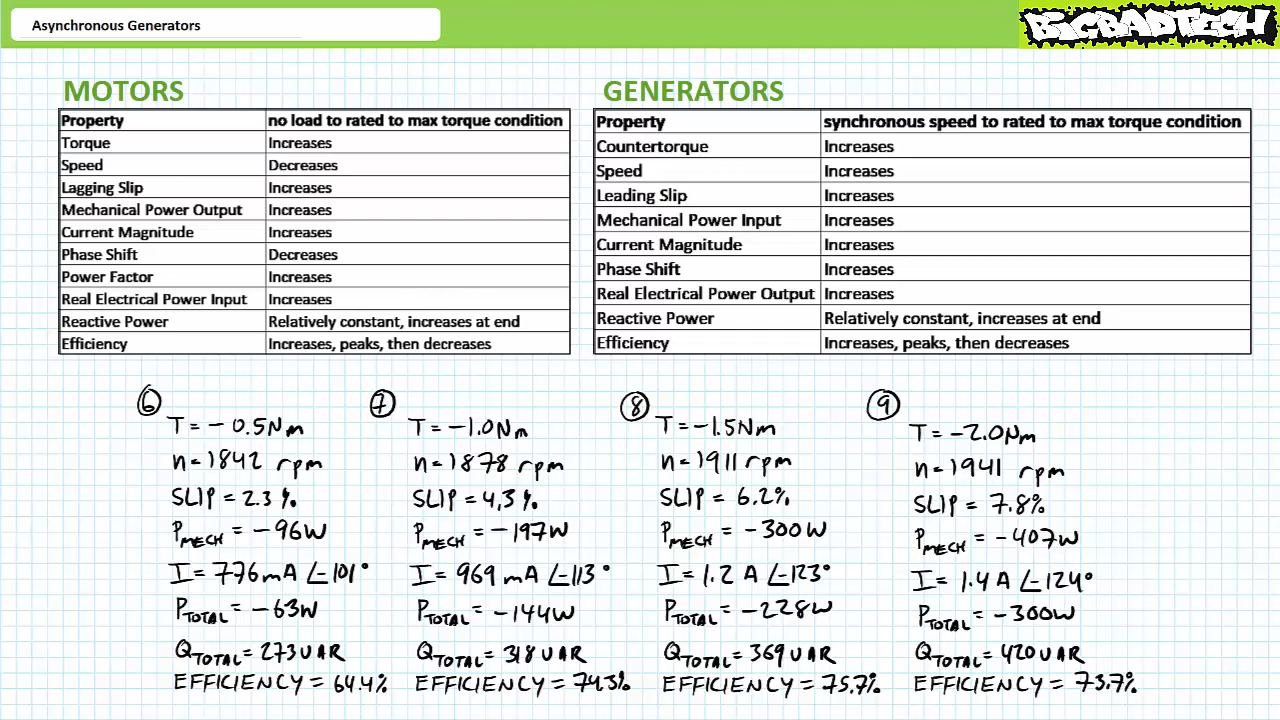 Asynchronous Generators
BIGBADTECH
MOTORS
Property no load to rated to max torque condition
Torque Increases
Speed Decreases
Lagging Slip Increases
Mechanical Power Output Increases
Current Magnitude Increases
Phase Shift Decreases
Power Factor Increases
Real Electrical Power Input Increases
Reactive Power Relatively constant, increases at end
Efficiency Increases, peaks, then decreases
GENERATORS
Property synchronous speed to rated to max torque condition
Countertorque Increases
Speed Increases
Leading Slip Increases
Mechanical Power Input Increases
Current Magnitude Increases
Phase Shift Increases
Real Electrical Power Output Increases
Reactive Power Relatively constant, increases at end
Efficiency Increases, peaks, then decreases
6
T = -0.5Nm
n = 1842 rpm
SLIP = 2.3%
PMECH = -96W
I = 776mA ∠-101°
PTOTAL = -63W
QTOTAL = 273VAR
EFFICIENCY = 64.4%
7
T = -1.0Nm
n = 1878 rpm
SLIP = 4.3%
PMECH = -197W
I = 969mA ∠-113°
PTOTAL = -144W
QTOTAL = 318VAR
EFFICIENCY = 74.3%
8
T = -1.5Nm
n = 1911 rpm
SLIP = 6.2%
PMECH = -300W
I = 1.2 A ∠-123°
PTOTAL = -228W
QTOTAL = 369VAR
EFFICIENCY = 75.7%
9
T = -2.0Nm
n = 1941 rpm
SLIP = 7.8%
PMECH = -407W
I = 1.4 A ∠-124°
PTOTAL = -300W
QTOTAL = 420VAR
EFFICIENCY = 73.7%